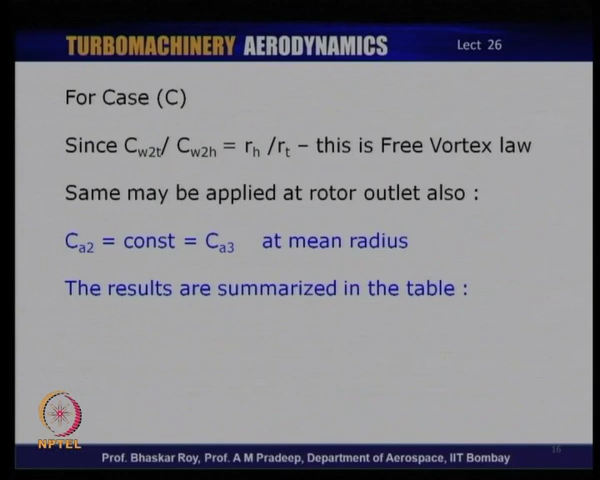 TURBOMACHINERY AERODYNAMICS Lect 26
For Case (C)
Since Cw2t/ Cw2h = rh /rt – this is Free Vortex law
Same may be applied at rotor outlet also :
Ca2 = const = Ca3 at mean radius
The results are summarized in the table :
NPTEL
Prof. Bhaskar Roy, Prof. A M Pradeep, Department of Aerospace, IIT Bombay
16